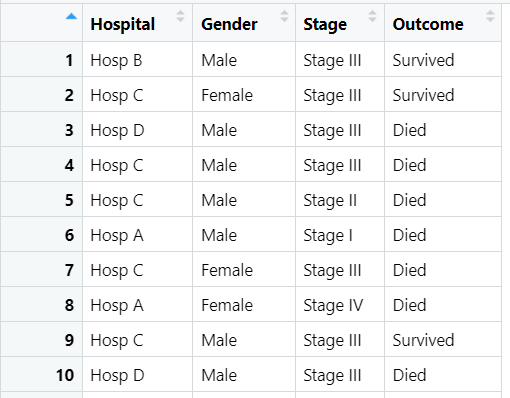 Hospital Gender Stage Outcome
1 Hosp B Male Stage III Survived
2 Hosp C Female Stage III Survived
3 Hosp D Male Stage III Died
4 Hosp C Male Stage III Died
5 Hosp C Male Stage II Died
6 Hosp A Male Stage I Died
7 Hosp C Female Stage III Died
8 Hosp A Female Stage IV Died
9 Hosp C Male Stage III Survived
10 Hosp D Male Stage III Died